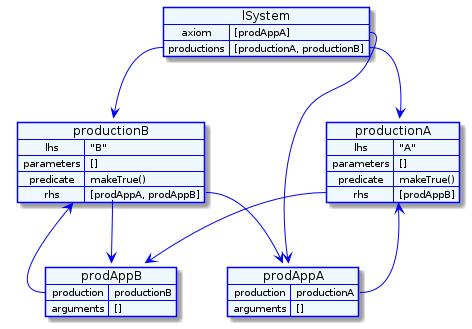 lSystem
axiom [prodAppA]
productions [productionA, productionB]
productionB
lhs "B"
parameters []
predicate makeTrue()
rhs [prodAppA, prodAppB]
productionA
lhs "A"
parameters []
predicate makeTrue()
rhs [prodAppB]
prodAppB
production productionB
arguments []
prodAppA
production productionA
arguments []